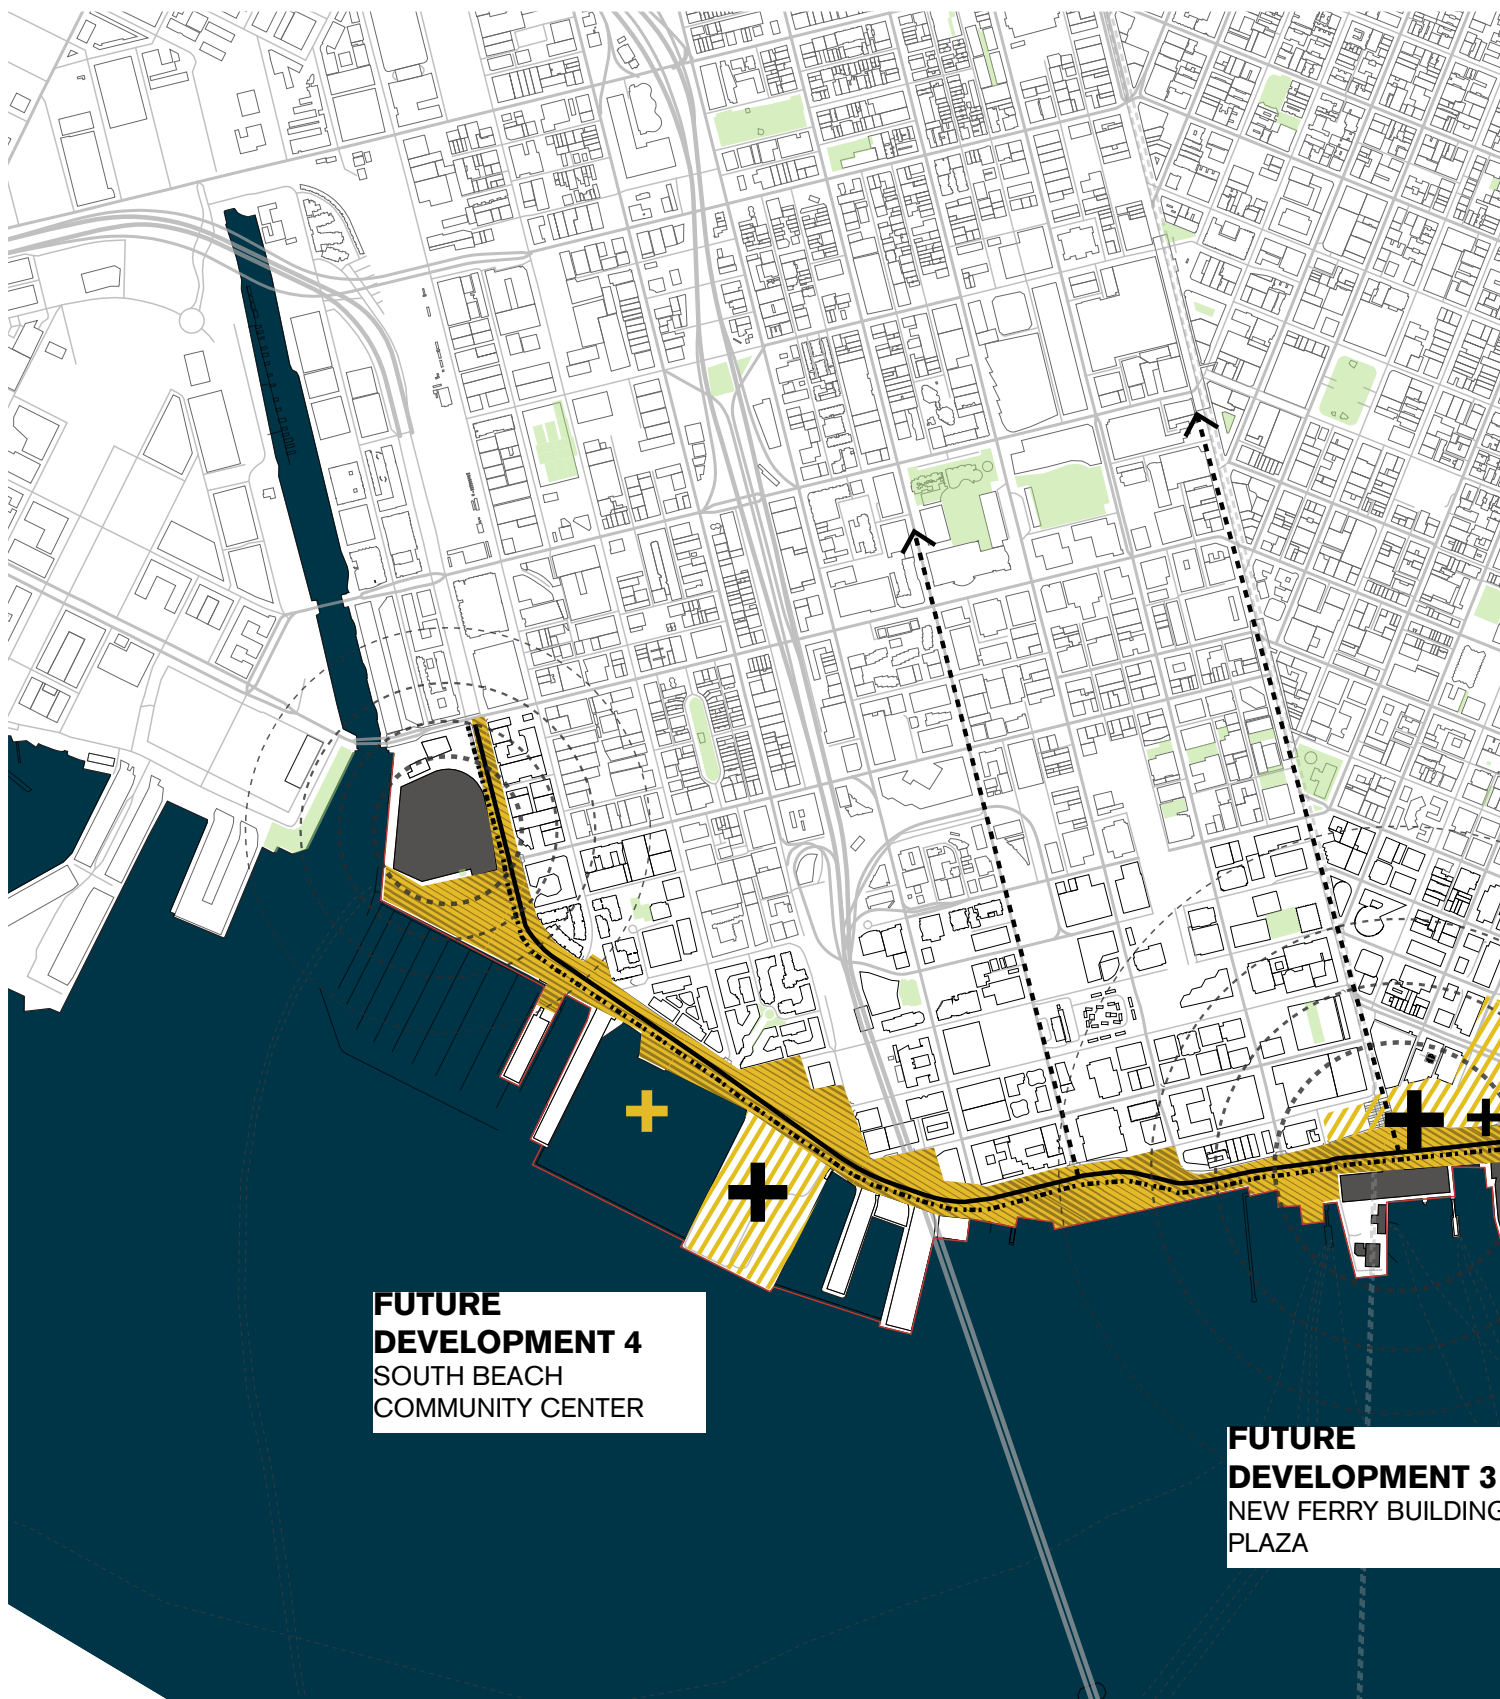 FUTURE
DEVELOPMENT 4
SOUTH BEACH
COMMUNITY CENTER
FUTURE
DEVELOPMENT 3
NEW FERRY BUILDING
PLAZA